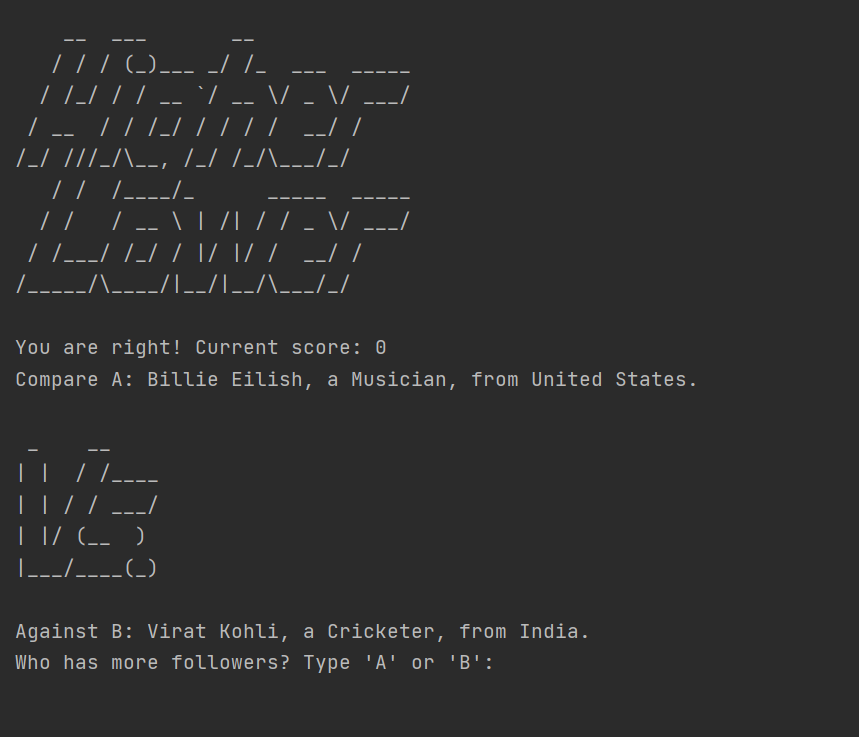 __  ___       __
   / / / (_)___ _/ /_  ___  _____
  / /_/ / / __ `/ __ \/ _ \/ ___/
 / __  / / /_/ / / / /  __/ /
/_/ ///_/\__, /_/ /_/\___/_/
   / /  /____/_      _____  _____
  / /   / __ \ | /| / / _ \/ ___/
 / /___/ /_/ / |/ |/ /  __/ /
/_____/\____/|__/|__/\___/_/
You are right! Current score: 0
Compare A: Billie Eilish, a Musician, from United States.
 _    __
| |  / /____
| | / / ___/
| |/ (__  )
|___/____(_)
Against B: Virat Kohli, a Cricketer, from India.
Who has more followers? Type 'A' or 'B':